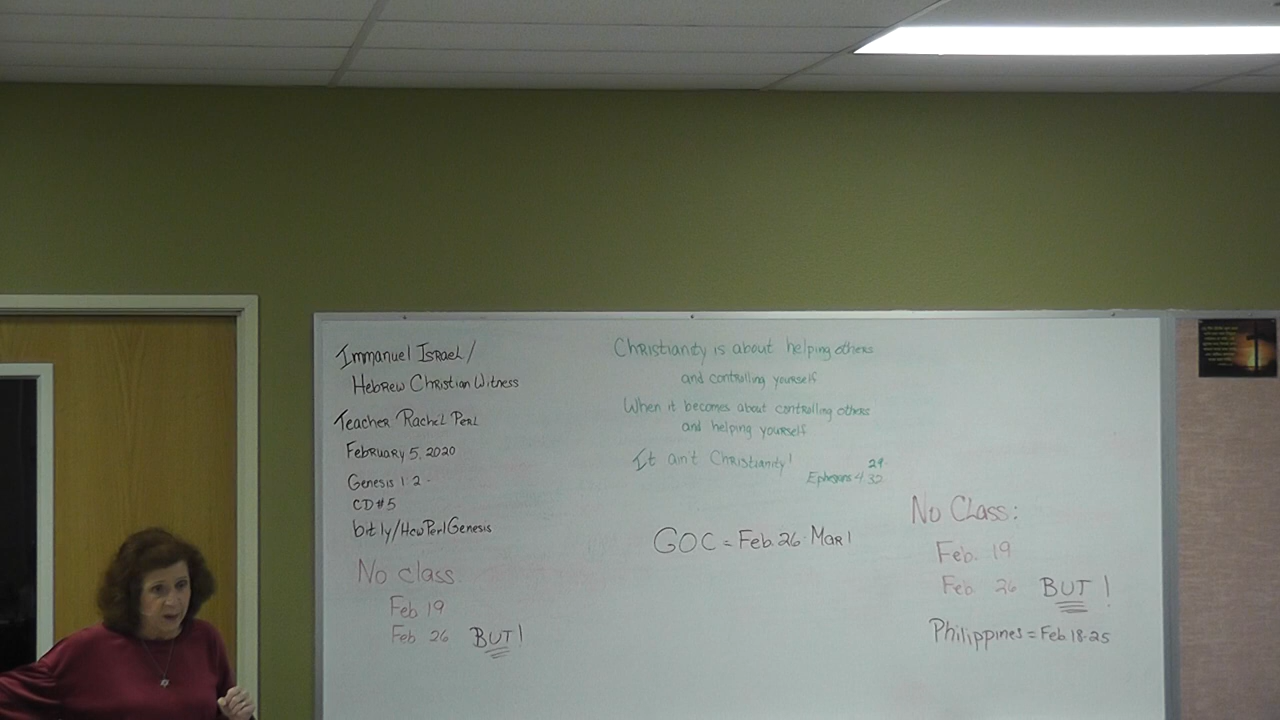 Immanuel Israel/
Hebrew Christian Witness
Teacher Rachel Perl
February 5, 2020
Genesis 1:2-
CD#5
bit.ly/HcwPerlGenesis
No class:
Feb 19
Feb 26 BUT!
Christianity is about helping others
and controlling yourself
When it becomes about controlling others
and helping yourself
It ain't Christianity!
29
Ephesians 4:32
GOC = Feb. 26-Mar 1
No Class:
Feb. 19
Feb 26 BUT!
Philippines = Feb 18-25